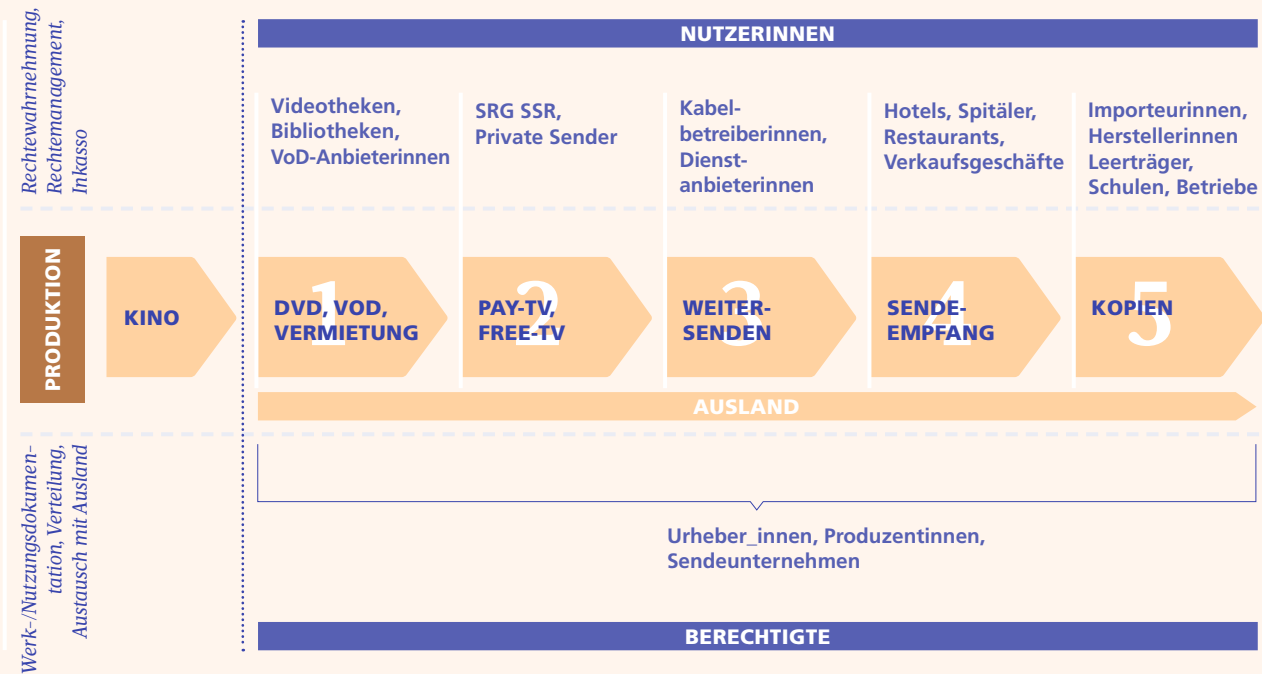 Rechtewahrnehmung,
Rechtemanagement,
Inkasso
NUTZERINNEN
Videotheken,
Bibliotheken,
VoD-Anbieterinnen
SRG SSR,
Private Sender
Kabel-
betreiberinnen,
Dienst-
anbieterinnen
Hotels, Spitäler,
Restaurants,
Verkaufsgeschäfte
Importeurinnen,
Herstellerinnen
Leerträger,
Schulen, Betriebe
PRODUKTION
KINO
1
DVD, VOD,
VERMIETUNG
2
PAY-TV,
FREE-TV
3
WEITER-
SENDEN
4
SENDE-
EMPFANG
5
KOPIEN
AUSLAND
Werk-/Nutzungsdokumen-
tation, Verteilung,
Austausch mit Ausland
Urheber_innen, Produzentinnen,
Sendeunternehmen
BERECHTIGTE